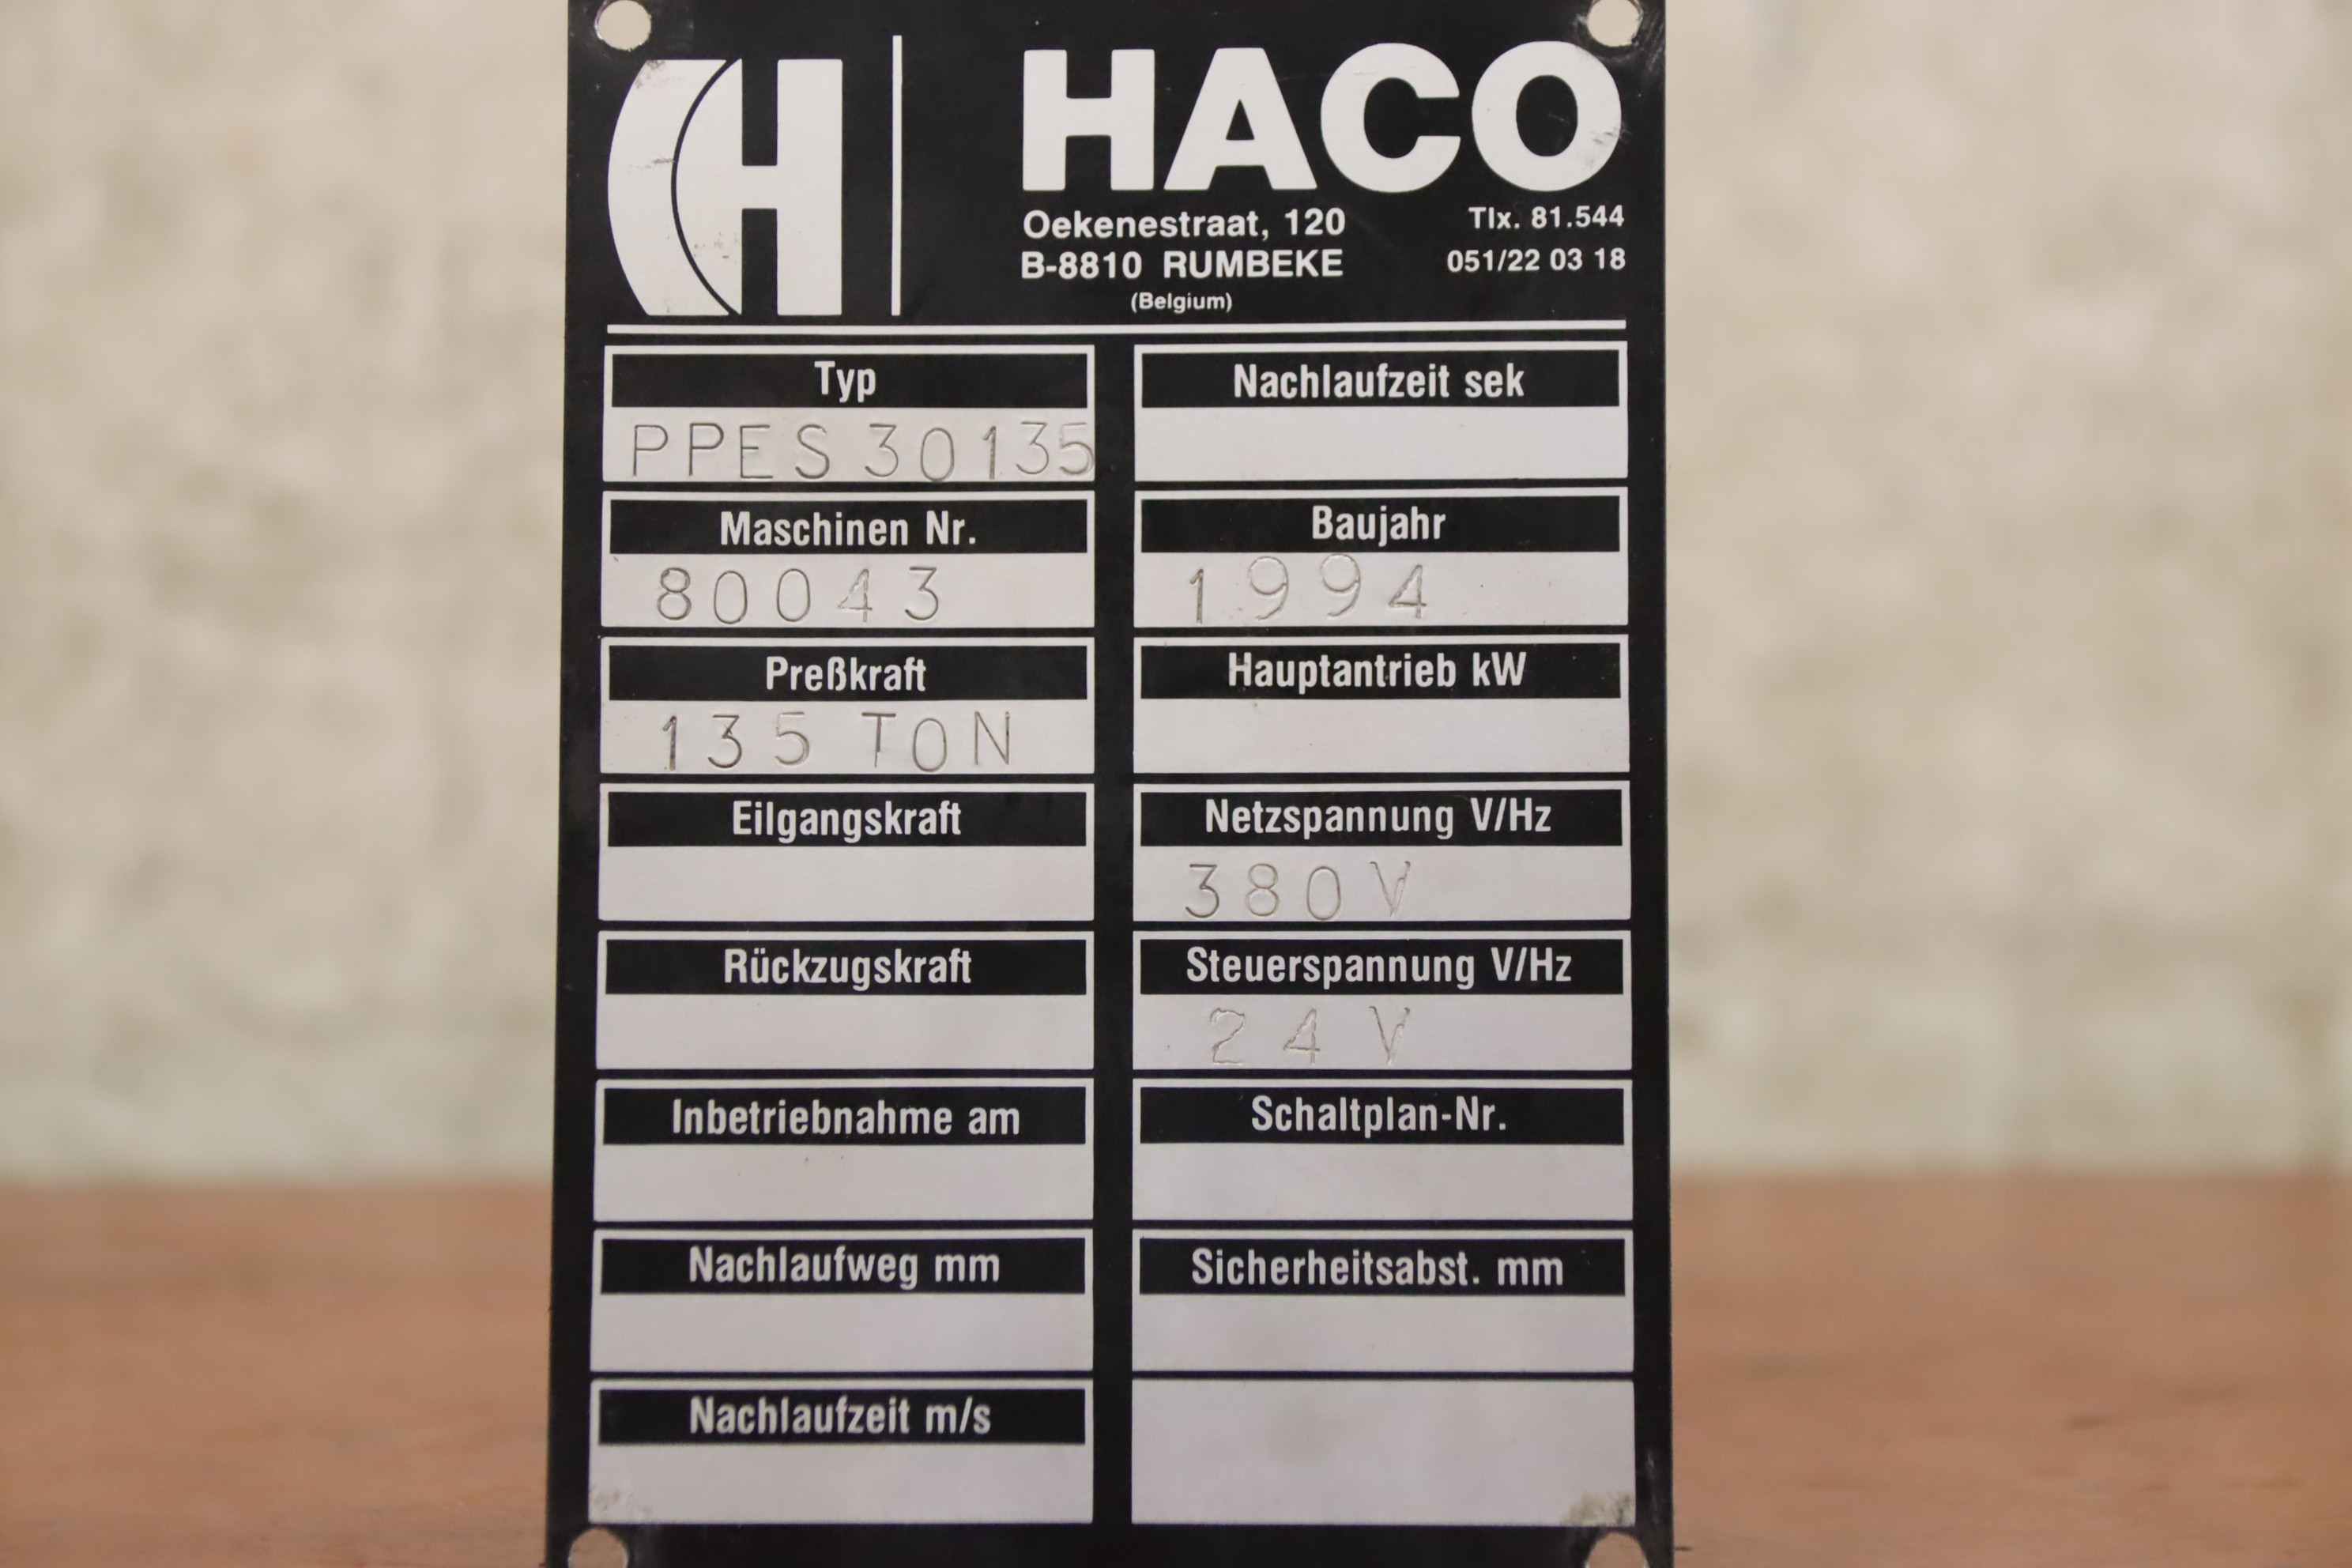 HACO
Oekenestraat, 120
B-8810 RUMBEKE
(Belgium)
Tlx. 81.544
051/22 03 18
Typ
PPES 30135
Nachlaufzeit sek
Maschinen Nr.
80043
Baujahr
1994
Preßkraft
135 TON
Hauptantrieb kW
Eilgangskraft
Netzspannung V/Hz
380V
Rückzugskraft
Steuerspannung V/Hz
24V
Inbetriebnahme am
Schaltplan-Nr.
Nachlaufweg mm
Sicherheitsabst. mm
Nachlaufzeit m/s